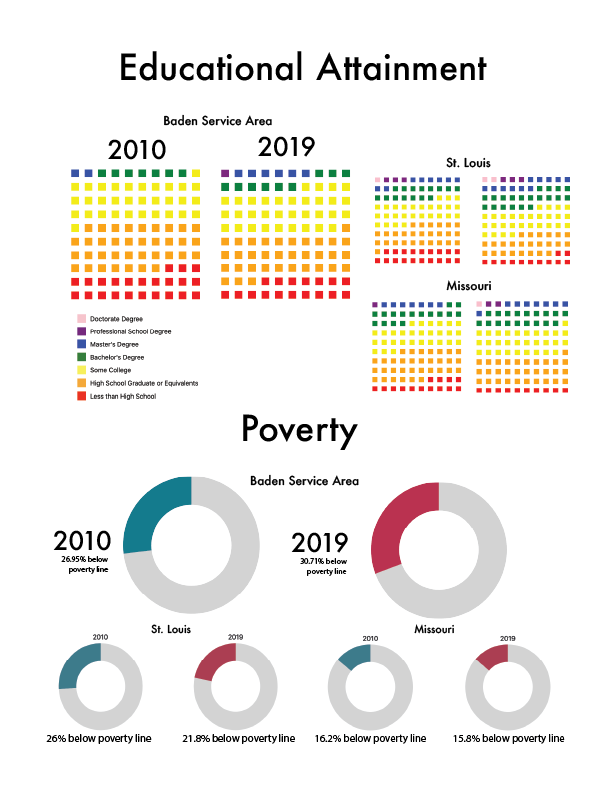 Educational Attainment
Baden Service Area
2010
2019
St. Louis
Missouri
Doctorate Degree
Professional School Degree
Master's Degree
Bachelor's Degree
Some College
High School Graduate or Equivalents
Less than High School
Poverty
Baden Service Area
2010
26.95% below
poverty line
2019
30.71% below
poverty line
St. Louis
Missouri
2010
2019
2010
2019
26% below poverty line
21.8% below poverty line
16.2% below poverty line
15.8% below poverty line